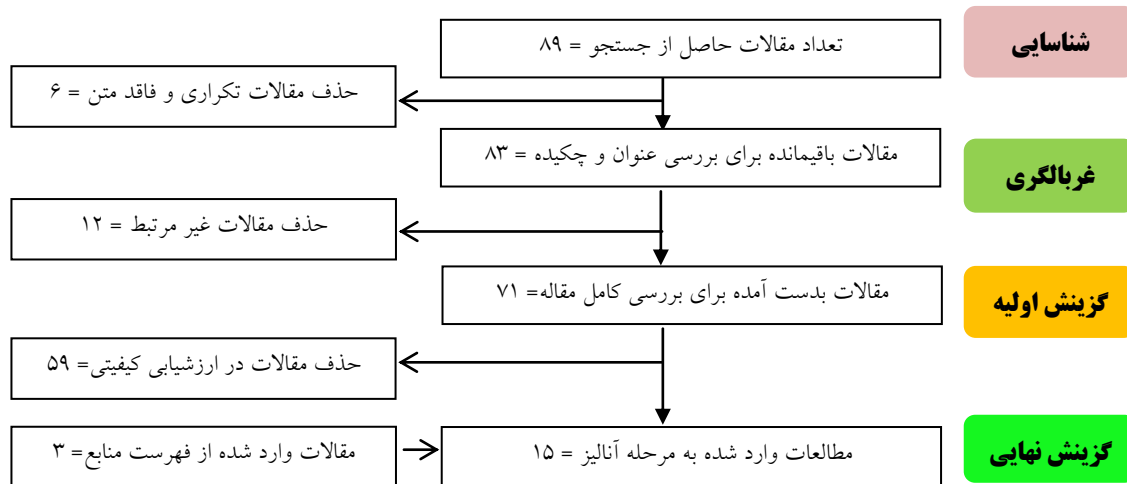 شناسایی
تعداد مقالات حاصل از جستجو = ۸۹
حذف مقالات تکراری و فاقد متن = ۶
غربالگری
مقالات باقیمانده برای بررسی عنوان و چکیده = ۸۳
حذف مقالات غیر مرتبط = ۱۲
گزینش اولیه
مقالات بدست آمده برای بررسی کامل مقاله= ۷۱
حذف مقالات در ارزشیابی کیفیتی= ۵۹
گزینش نهایی
مطالعات وارد شده به مرحله آنالیز = ۱۵
مقالات وارد شده از فهرست منابع= ۳